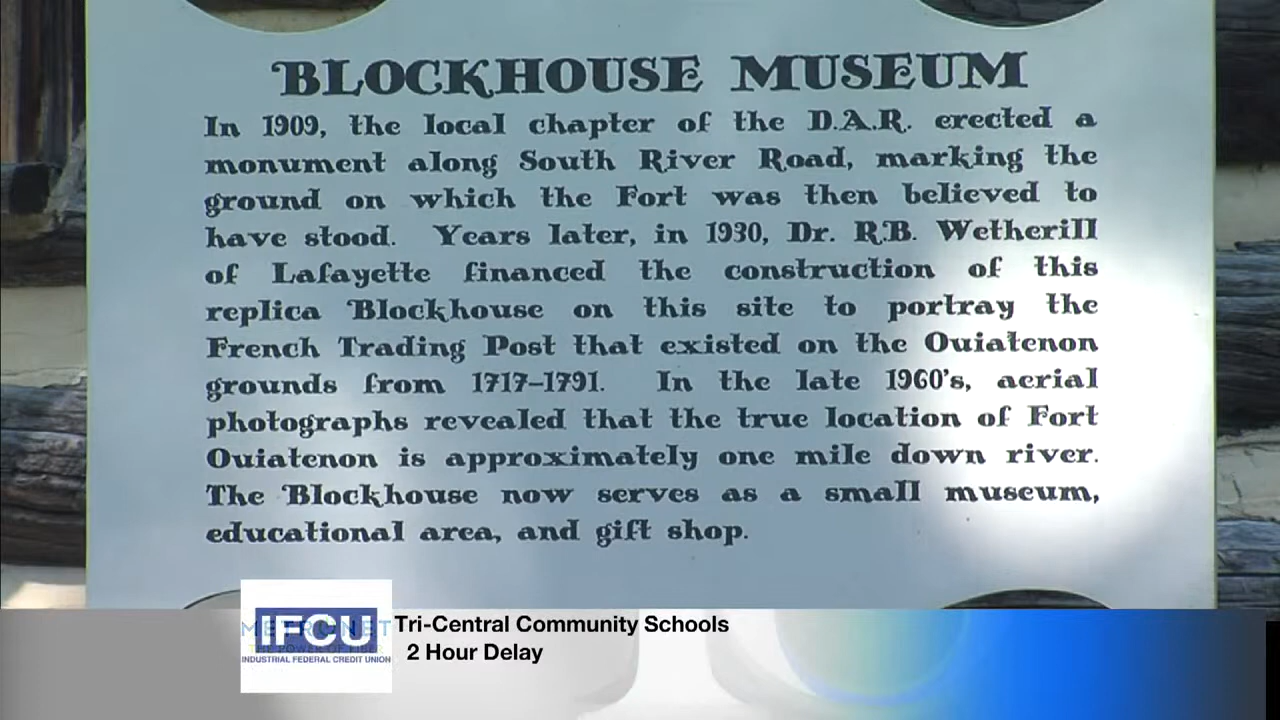 BLOCKHOUSE MUSEUM
In 1909, the local chapter of the D.A.R. erected a
monument along South River Road, marking the
ground on which the Fort was then believed to
have stood. Years later, in 1930, Dr. R.B. Wetherill
of Lafayette financed the construction of this
replica Blockhouse on this site to portray the
French Trading Post that existed on the Ouiatenon
grounds from 1717-1791. In the late 1960's, aerial
photographs revealed that the true location of Fort
Ouiatenon is approximately one mile down river.
The Blockhouse now serves as a small museum,
educational area, and gift shop.
METRONET
IFCU
THE POWER OF FIBER
INDUSTRIAL FEDERAL CREDIT UNION
Tri-Central Community Schools
2 Hour Delay